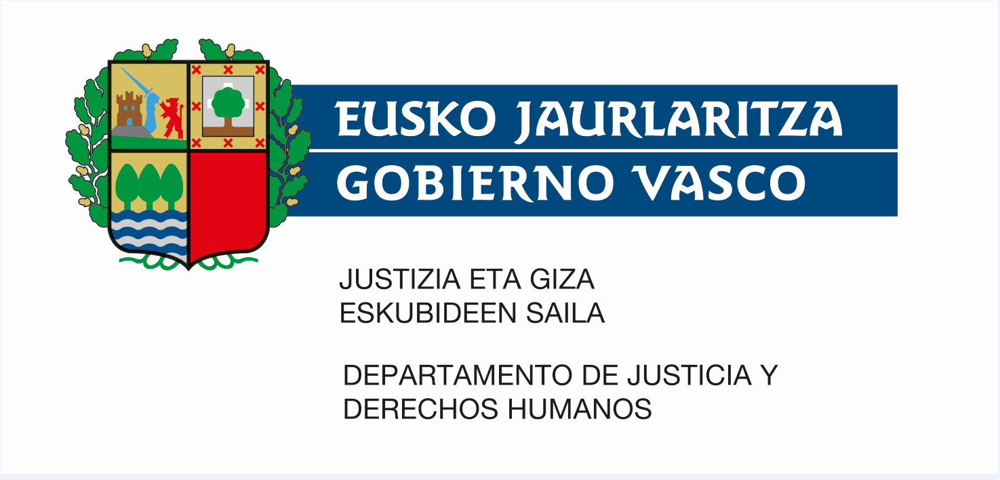 EUSKO JAURLARITZA
GOBIERNO VASCO
JUSTIZIA ETA GIZA
ESKUBIDEEN SAILA
DEPARTAMENTO DE JUSTICIA Y
DERECHOS HUMANOS